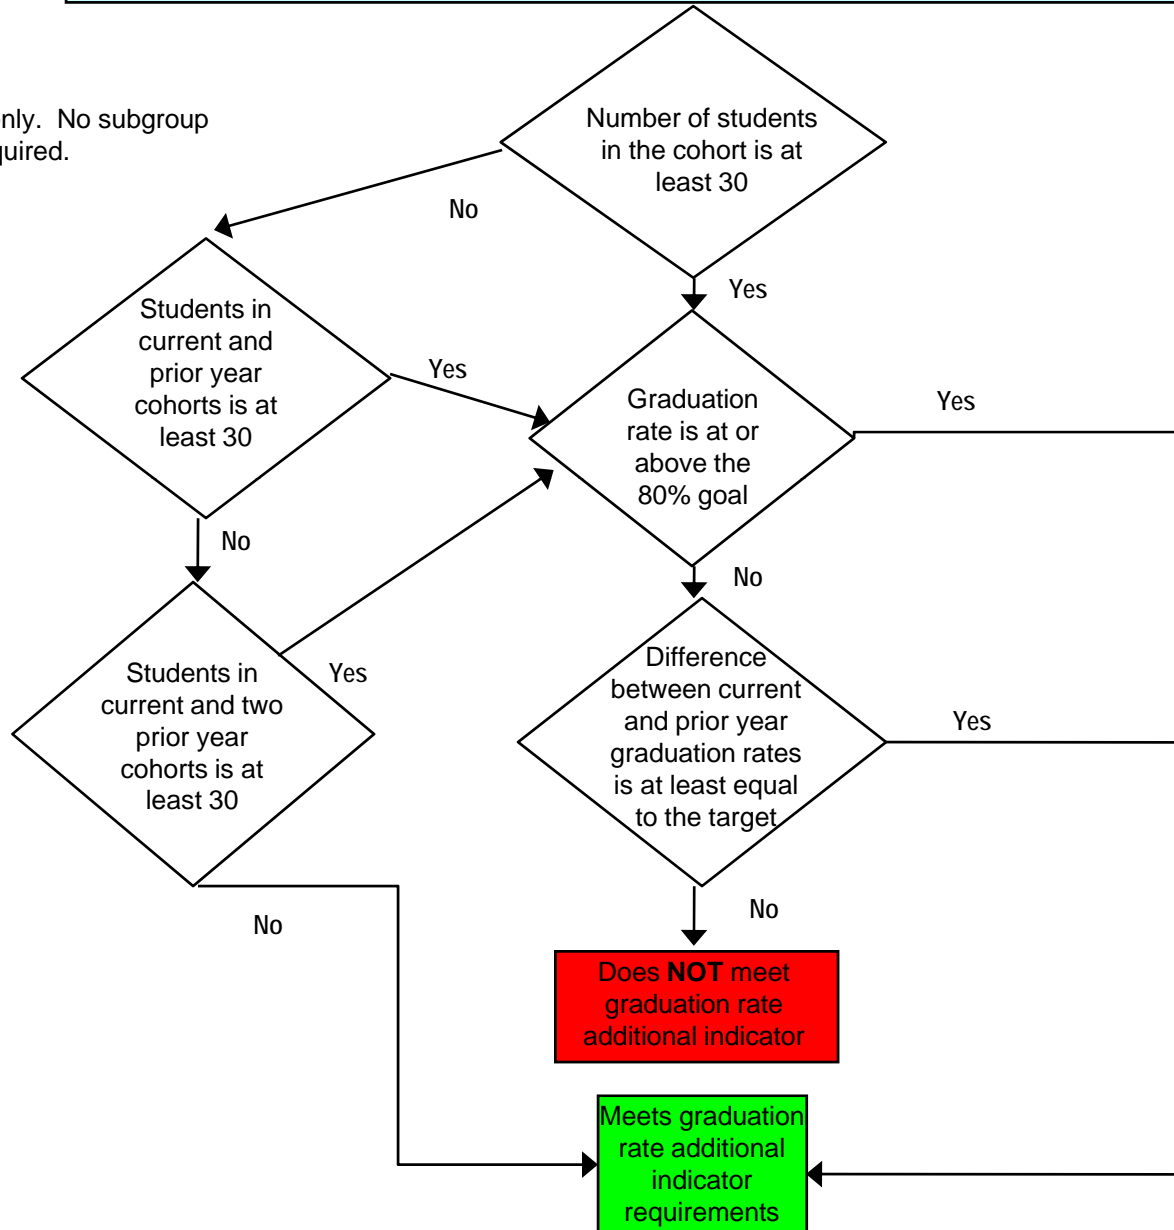 only. No subgroup
quired.
Number of students
in the cohort is at
least 30
No
Yes
Students in
current and
prior year
cohorts is at
least 30
Yes
Graduation
rate is at or
above the
80% goal
Yes
No
No
Students in
current and two
prior year
cohorts is at
least 30
Yes
Difference
between current
and prior year
graduation rates
is at least equal
to the target
Yes
No
No
Does NOT meet
graduation rate
additional indicator
Meets graduation
rate additional
indicator
requirements